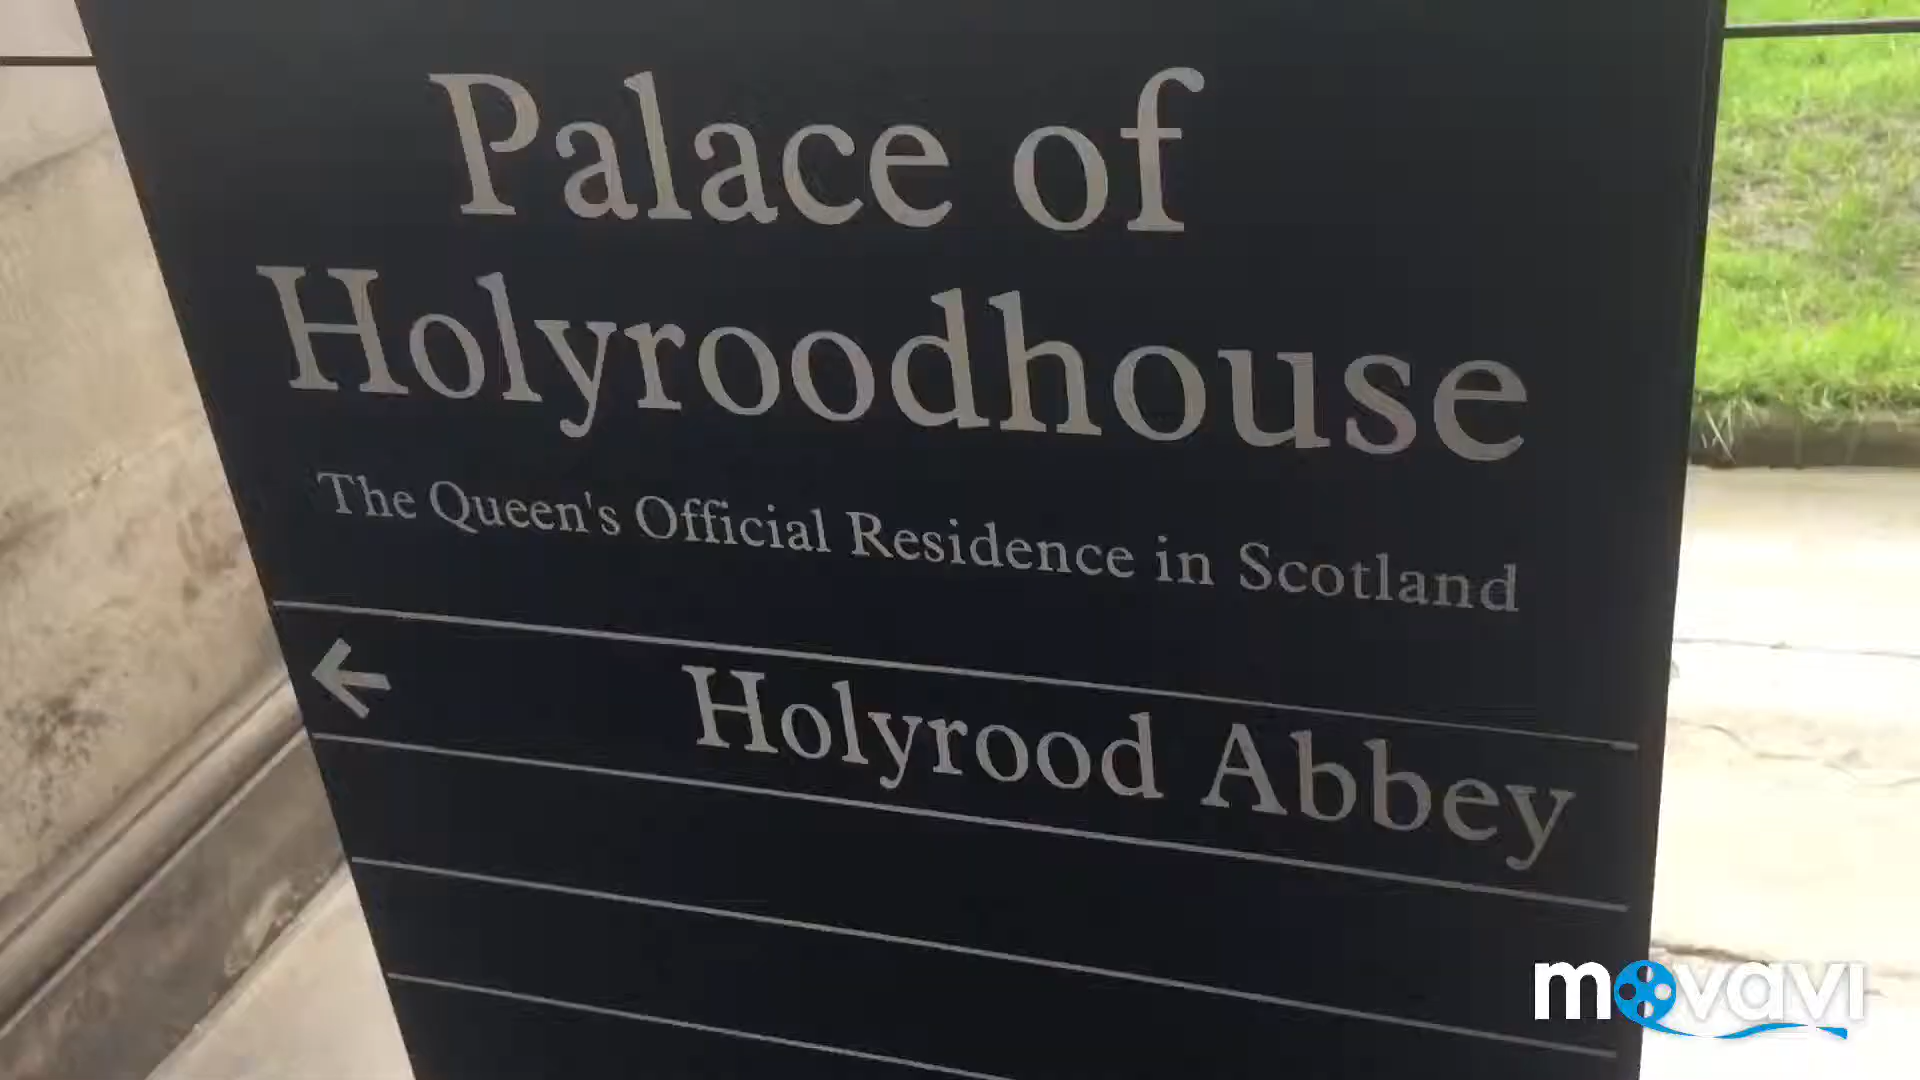 Palace of
Holyroodhouse
The Queen's Official Residence in Scotland
← Holyrood Abbey
movavi